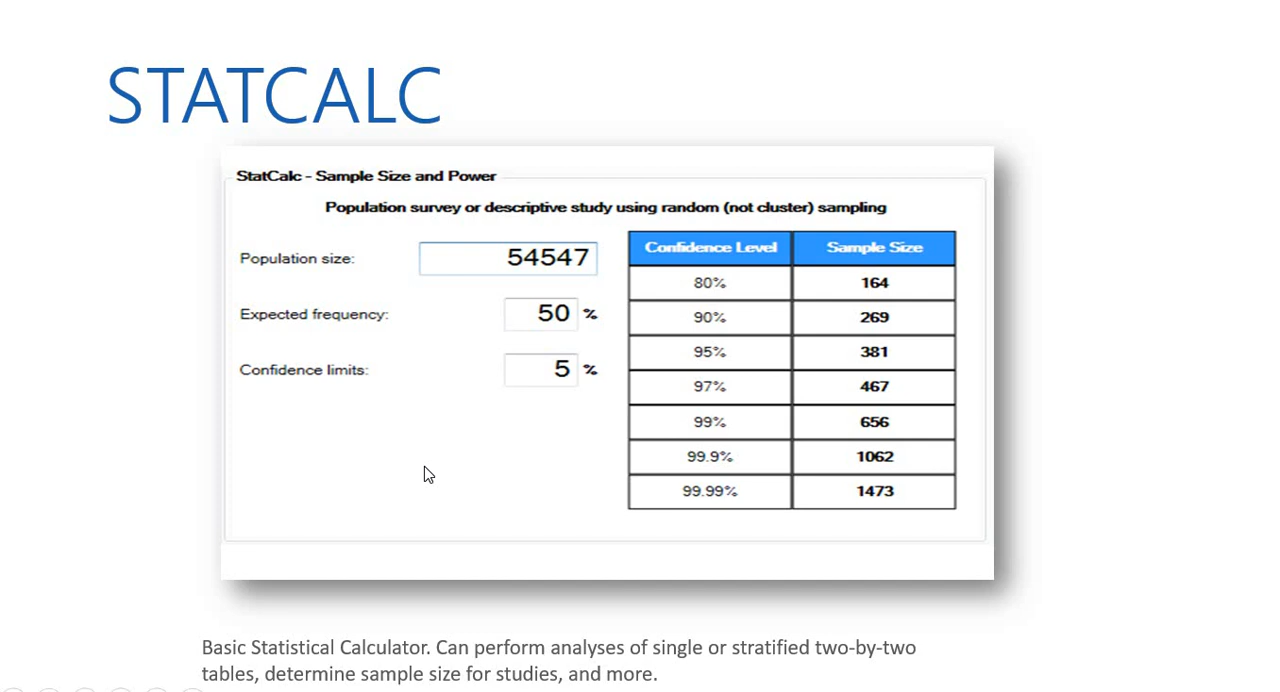 STATCALC
StatCalc - Sample Size and Power
Population survey or descriptive study using random (not cluster) sampling
Population size: 54547
Expected frequency: 50 %
Confidence limits: 5 %
Confidence Level Sample Size
80% 164
90% 269
95% 381
97% 467
99% 656
99.9% 1062
99.99% 1473
Basic Statistical Calculator. Can perform analyses of single or stratified two-by-two
tables, determine sample size for studies, and more.